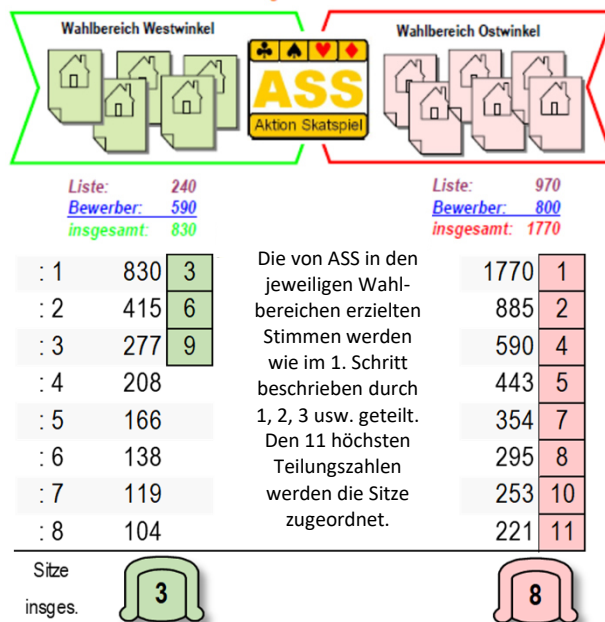 Wahlbereich Westwinkel
Wahlbereich Ostwinkel
ASS
Aktion Skatspiel
Liste: 240
Bewerber: 590
insgesamt: 830
Liste: 970
Bewerber: 800
insgesamt: 1770
Die von ASS in den
jeweiligen Wahl-
bereichen erzielten
Stimmen werden
wie im 1. Schritt
beschrieben durch
1, 2, 3 usw. geteilt.
Den 11 höchsten
Teilungszahlen
werden die Sitze
zugeordnet.
: 1 830 3 1770 1
: 2 415 6 885 2
: 3 277 9 590 4
: 4 208 443 5
: 5 166 354 7
: 6 138 295 8
: 7 119 253 10
: 8 104 221 11
Sitze
insges.
3
8